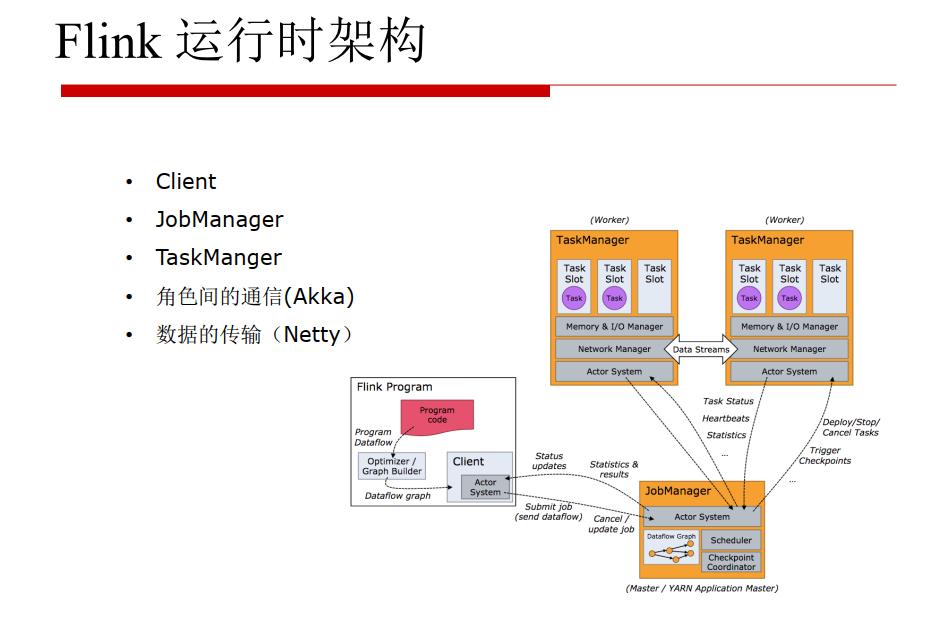 Flink 运行时架构
• Client
• JobManager
• TaskManger
• 角色间的通信(Akka)
• 数据的传输（Netty）
(Worker)
TaskManager
Task
Slot
Task
Task
Slot
Task
Task
Slot
Memory & I/O Manager
Network Manager
Actor System
Data Streams
(Worker)
TaskManager
Task
Slot
Task
Task
Slot
Task
Task
Slot
Memory & I/O Manager
Network Manager
Actor System
Flink Program
Program
code
Program
Dataflow
Optimizer /
Graph Builder
Dataflow graph
Client
Actor
System
Status
updates
Statistics &
results
Submit job
(send dataflow)
Cancel /
update job
Task Status
Heartbeats
Statistics
...
Deploy/Stop/
Cancel Tasks
Trigger
Checkpoints
...
JobManager
Actor System
Dataflow Graph
Scheduler
Checkpoint
Coordinator
(Master / YARN Application Master)